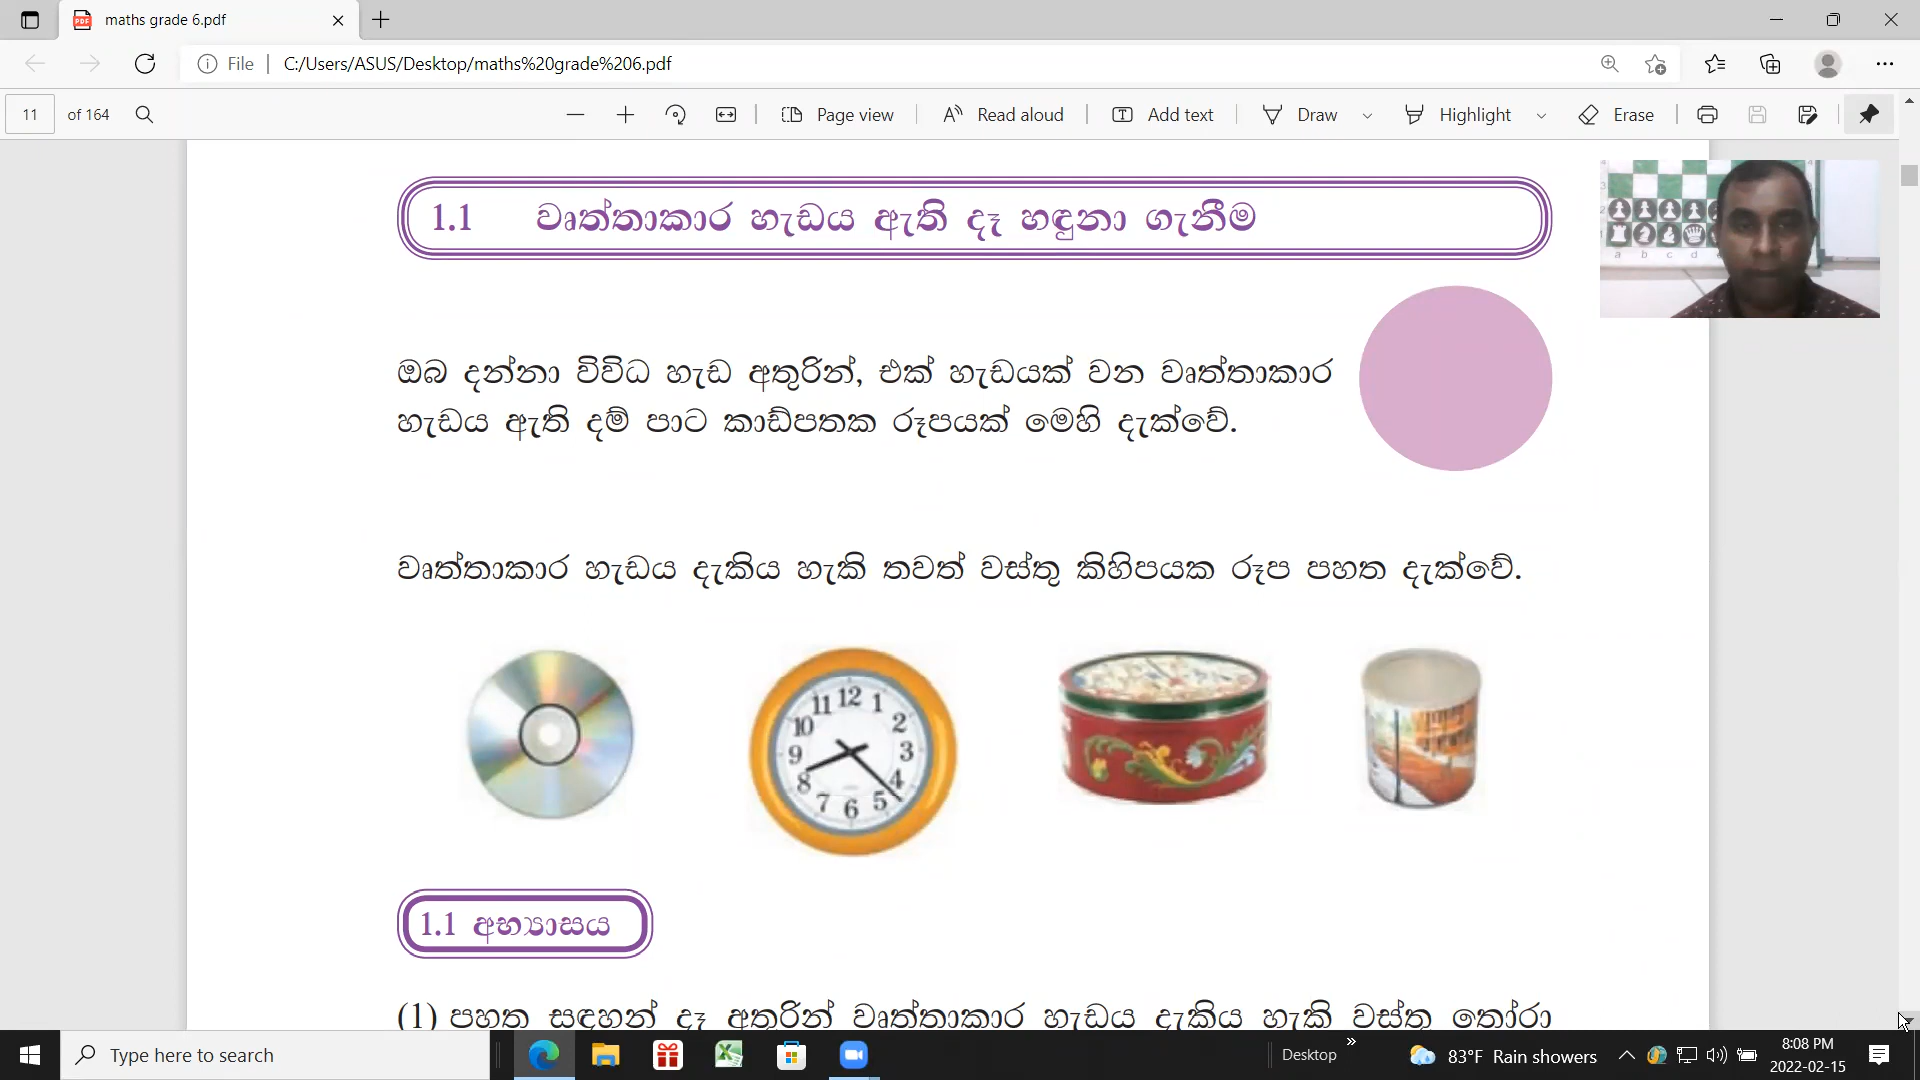 maths grade 6.pdf
File C:/Users/ASUS/Desktop/maths%20grade%206.pdf
11 of 164 Page view Read aloud Add text Draw Highlight Erase
1.1 වෘත්තාකාර හැඩය ඇති දෑ හඳුනා ගැනීම
ඔබ දන්නා විවිධ හැඩ අතුරින්, එක් හැඩයක් වන වෘත්තාකාර
හැඩය ඇති දම් පාට කාඩ්පතක රූපයක් මෙහි දැක්වේ.
වෘත්තාකාර හැඩය දැකිය හැකි තවත් වස්තු කිහිපයක රූප පහත දැක්වේ.
11 12 1
10 2
9 3
8 4
7 6 5
1.1 අභ්‍යාසය
(1) පහත සඳහන් දෑ අතුරින් වෘත්තාකාර හැඩය දැකිය හැකි වස්තු තෝරා
Type here to search
Desktop
83°F Rain showers
8:08 PM
2022-02-15
a b c d